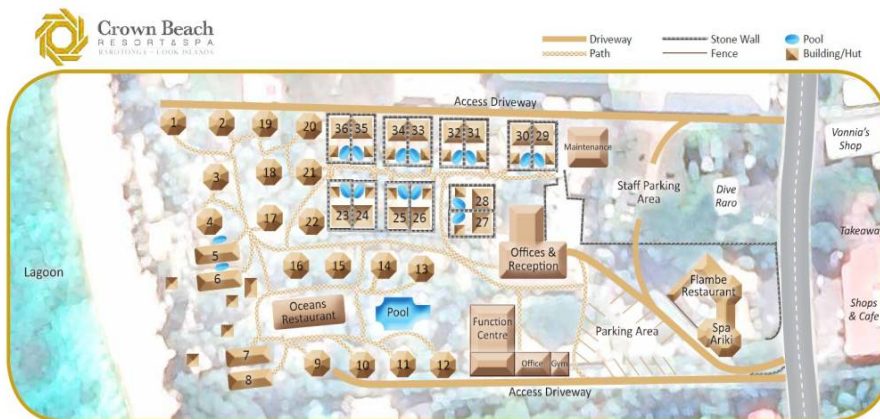 Crown Beach
RESORT & SPA
RAROTONGA - COOK ISLANDS
Driveway
Path
Stone Wall
Fence
Pool
Building/Hut
Access Driveway
1
2
19
20
36 35
34 33
32 31
30 29
Maintenance
Vonnia's
Shop
3
18
21
Staff Parking
Area
Dive
Raro
4
17
22
23 24
25 26
28
27
Takeaway
Lagoon
5
6
16
15
14
13
Offices &
Reception
Flambe
Restaurant
Oceans
Restaurant
Pool
Function
Centre
Parking Area
Spa
Ariki
Shops
& Cafe
7
8
9
10
11
12
Office
Gym
Access Driveway